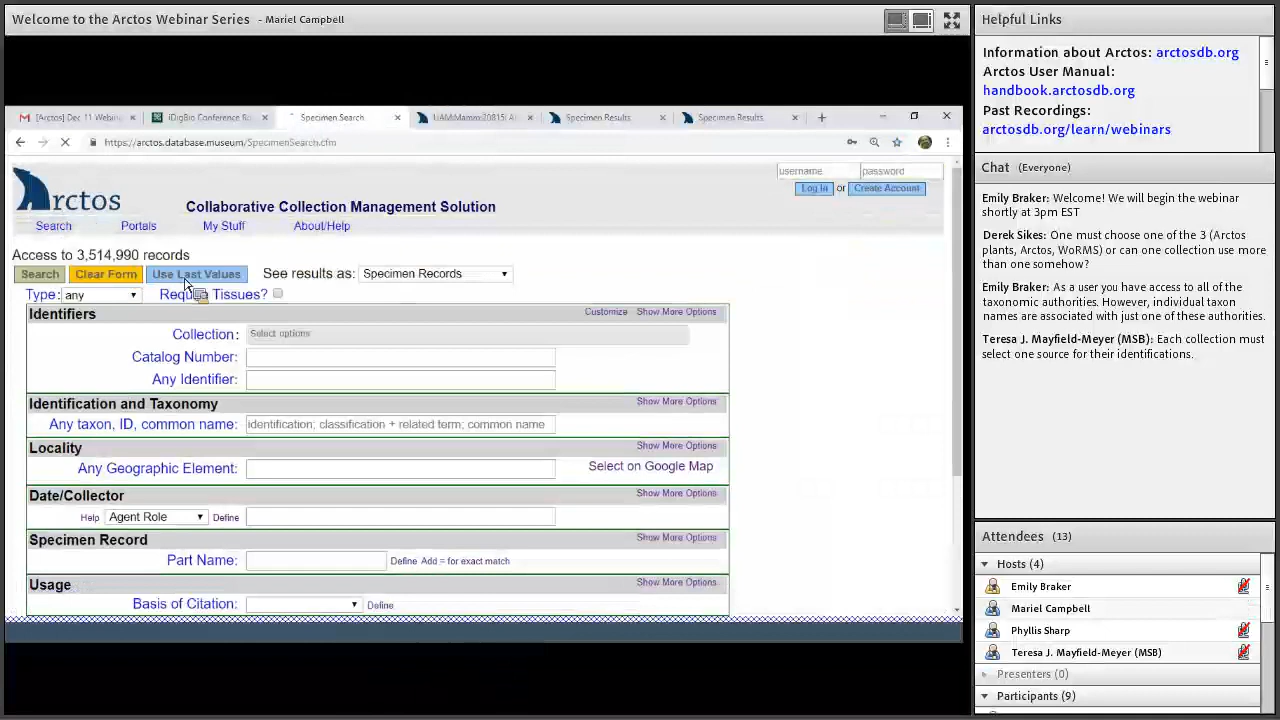 Welcome to the Arctos Webinar Series - Mariel Campbell
[Arctos] Dec 11 Webinar
iDigBio Conference Ro
Specimen Search
UAM:Mamm:20815: A
Specimen Results
Specimen Results
https://arctos.database.museum/SpecimenSearch.cfm
username
password
Log In or Create Account
Arctos
Collaborative Collection Management Solution
Search
Portals
My Stuff
About/Help
Access to 3,514,990 records
Search
Clear Form
Use Last Values
See results as:
Specimen Records
Type: any
Tissues?
Identifiers
Customize
Show More Options
Collection:
Select options
Catalog Number:
Any Identifier:
Identification and Taxonomy
Show More Options
Any taxon, ID, common name:
identification; classification + related term; common name
Locality
Show More Options
Any Geographic Element:
Select on Google Map
Date/Collector
Show More Options
Help
Agent Role
Define
Specimen Record
Show More Options
Part Name:
Define Add = for exact match
Usage
Show More Options
Basis of Citation:
Define
Helpful Links
Information about Arctos: arctosdb.org
Arctos User Manual:
handbook.arctosdb.org
Past Recordings:
arctosdb.org/learn/webinars
Chat (Everyone)
Emily Braker: Welcome! We will begin the webinar
shortly at 3pm EST
Derek Sikes: One must choose one of the 3 (Arctos
plants, Arctos, WoRMS) or can one collection use more
than one somehow?
Emily Braker: As a user you have access to all of the
taxonomic authorities. However, individual taxon
names are associated with just one of these authorities.
Teresa J. Mayfield-Meyer (MSB): Each collection must
select one source for their identifications.
Attendees (13)
Hosts (4)
Emily Braker
Mariel Campbell
Phyllis Sharp
Teresa J. Mayfield-Meyer (MSB)
Presenters (0)
Participants (9)